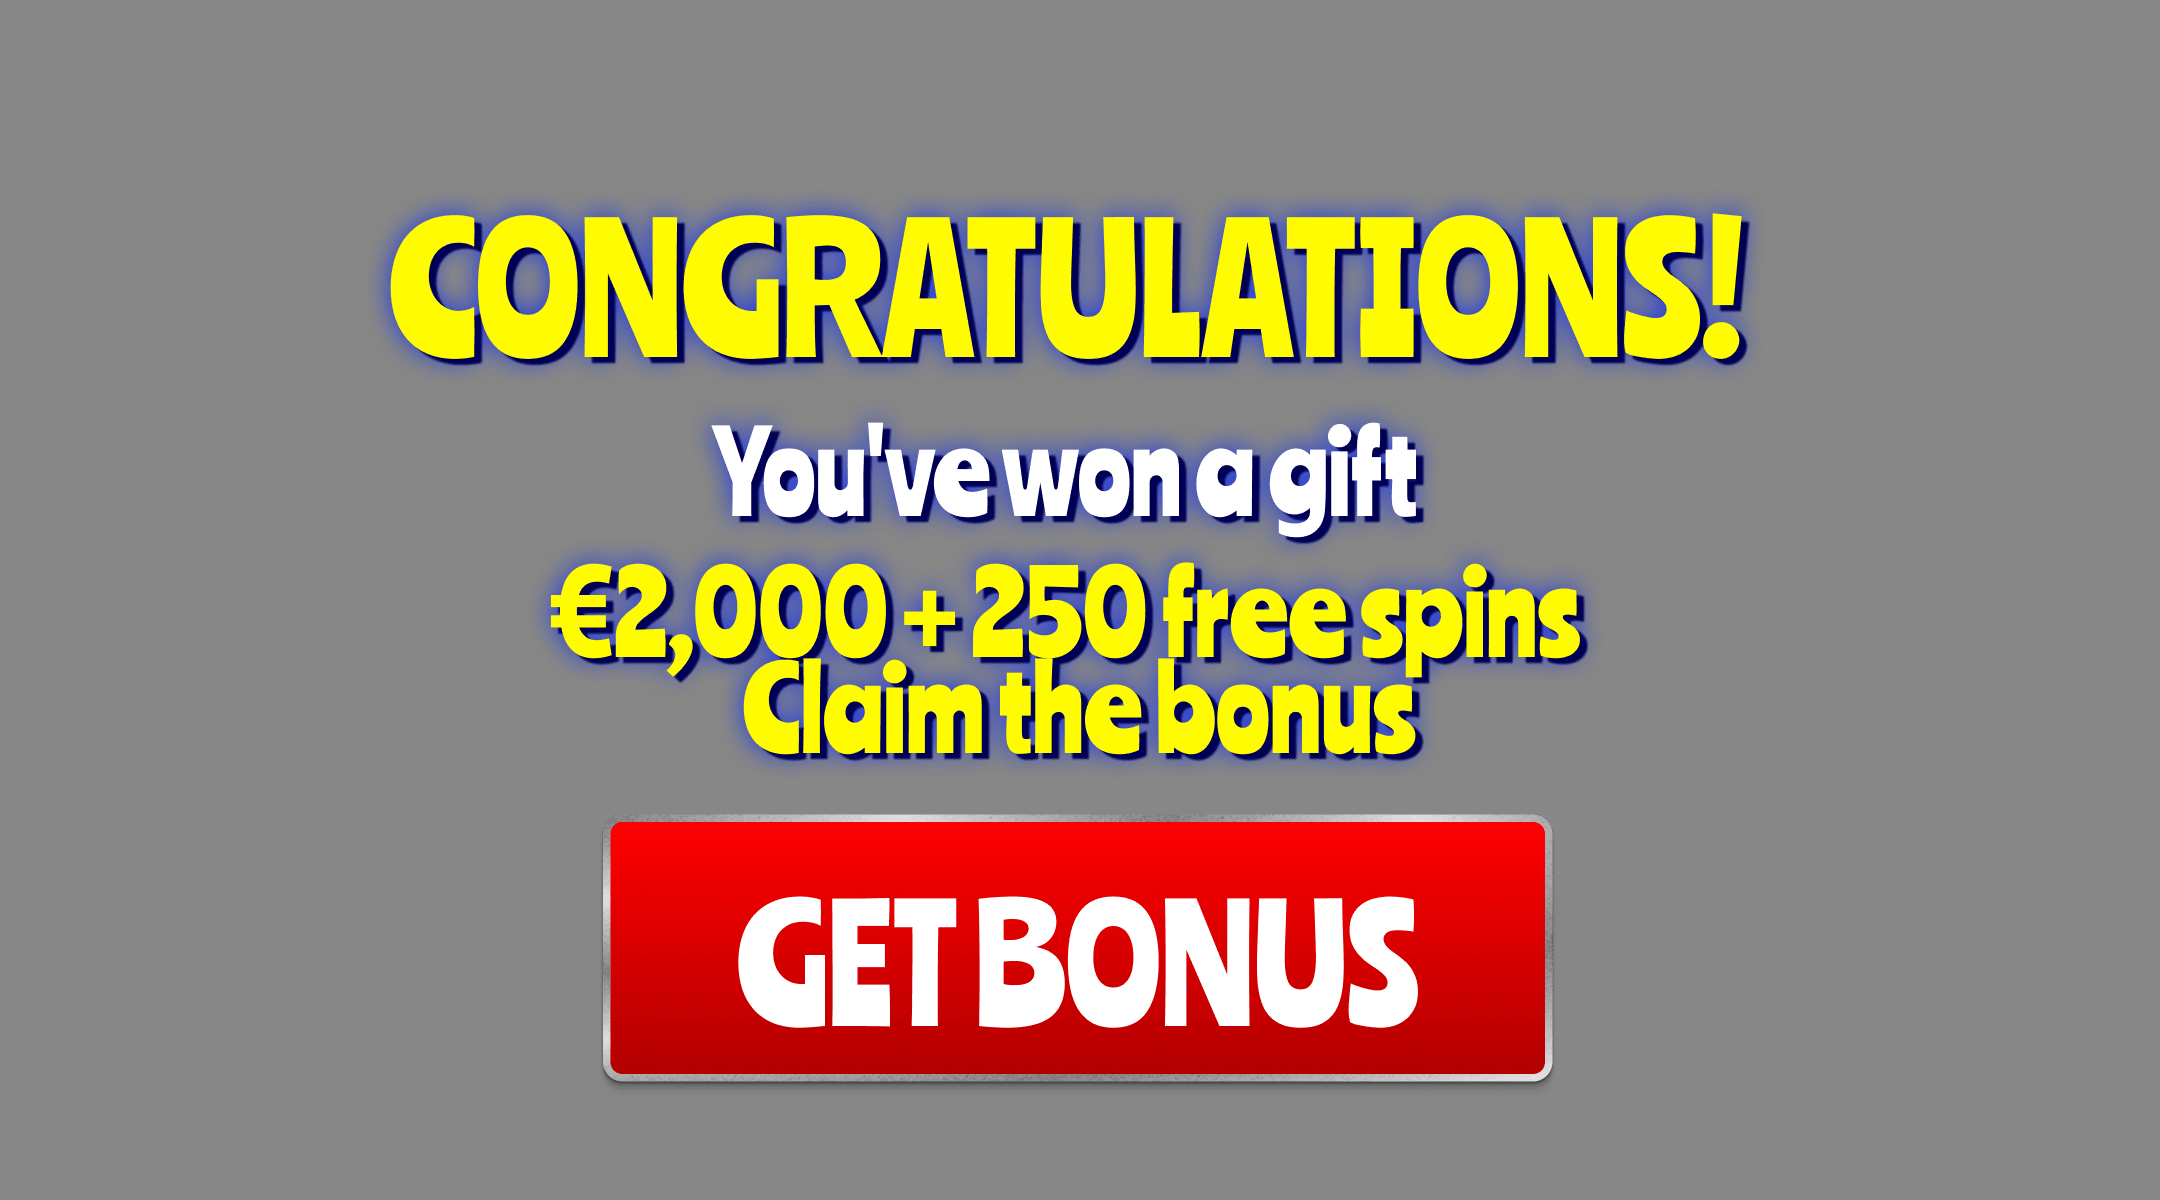 CONGRATULATIONS!
You've won a gift
€2,000 + 250 free spins
Claim the bonus
GET BONUS